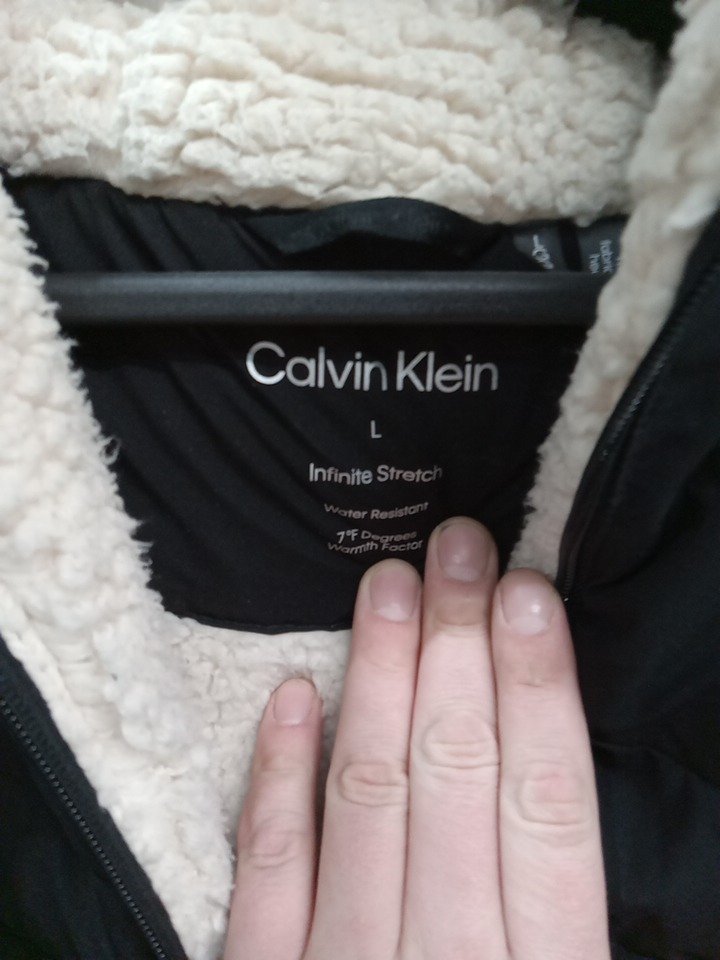 Calvin Klein
L
Infinite Stretch
Water Resistant
7°F Degrees
Warmth Factor